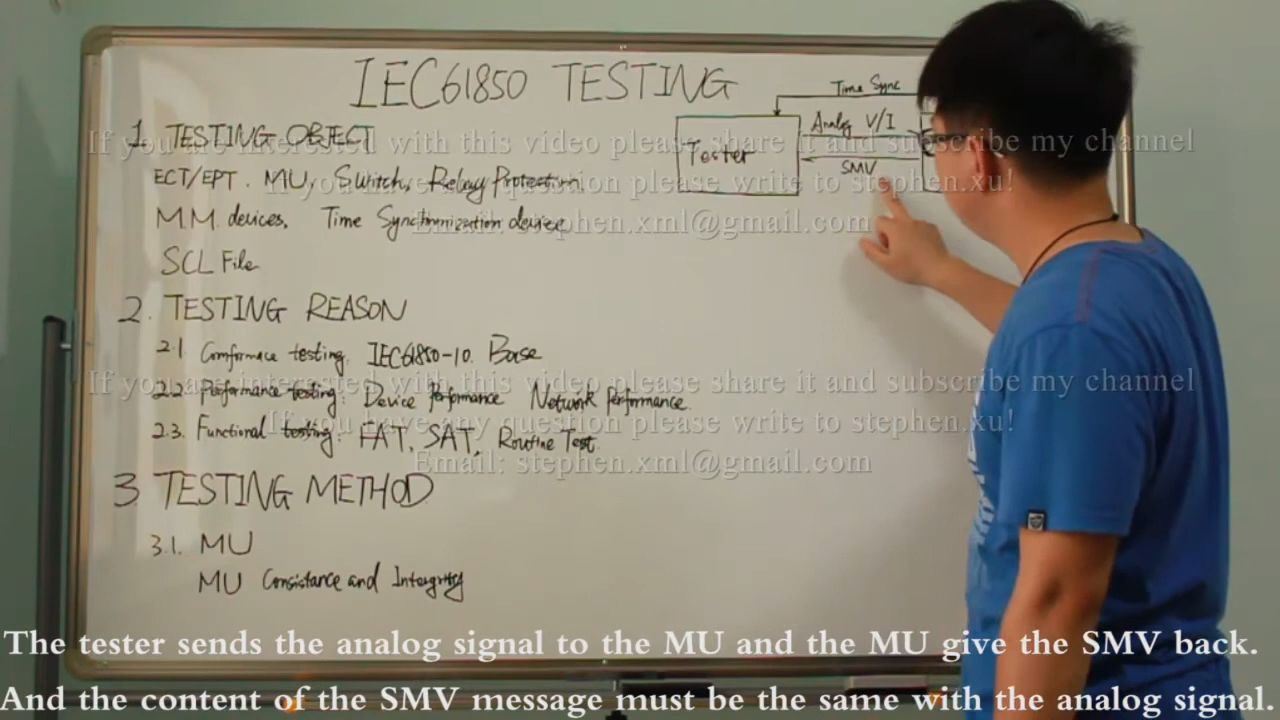 IEC61850 TESTING
1. TESTING OBJECT
ECT/EPT. MU, Switch, Relay Protection,
M.M. devices, Time Synchronization device
SCL File
2. TESTING REASON
2.1 Comformace testing. IEC61850-10. Base
2.2 Performance testing: Device Performance Network Performance.
2.3. Functional testing: FAT, SAT, Routine Test.
3 TESTING METHOD
3.1. MU
MU Consistance and Intergrity
Time Sync
Tester
Analog V/I
SMV
If you are interested with this video please share it and subscribe my channel
If you have any question please write to stephen.xu!
Email: stephen.xml@gmail.com
If you are interested with this video please share it and subscribe my channel
If you have any question please write to stephen.xu!
Email: stephen.xml@gmail.com
The tester sends the analog signal to the MU and the MU give the SMV back.
And the content of the SMV message must be the same with the analog signal.